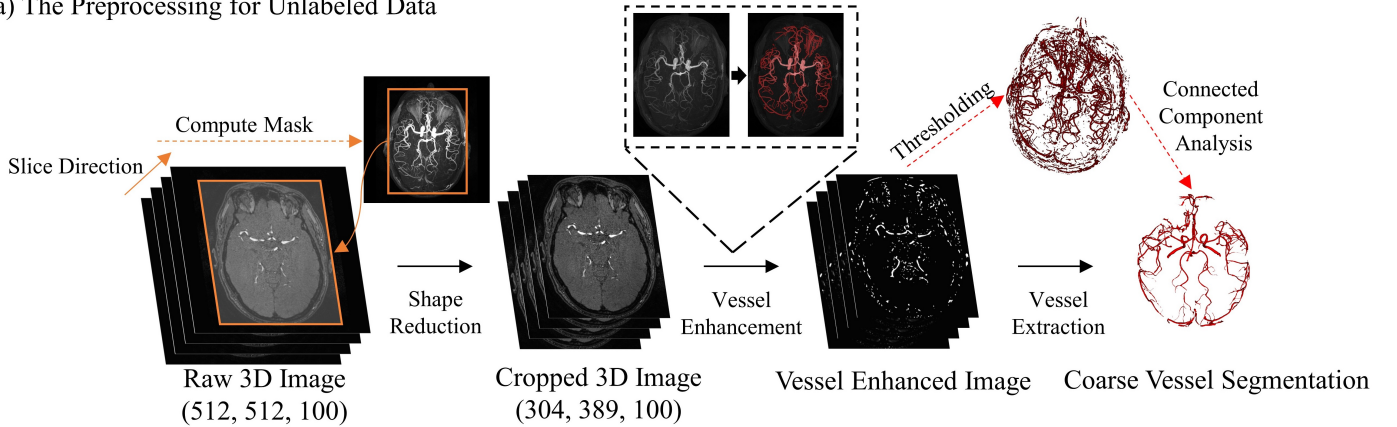 a) The Preprocessing for Unlabeled Data
Compute Mask
Slice Direction
Thresholding
Connected
Component
Analysis
Shape
Reduction
Vessel
Enhancement
Vessel
Extraction
Raw 3D Image
(512, 512, 100)
Cropped 3D Image
(304, 389, 100)
Vessel Enhanced Image
Coarse Vessel Segmentation